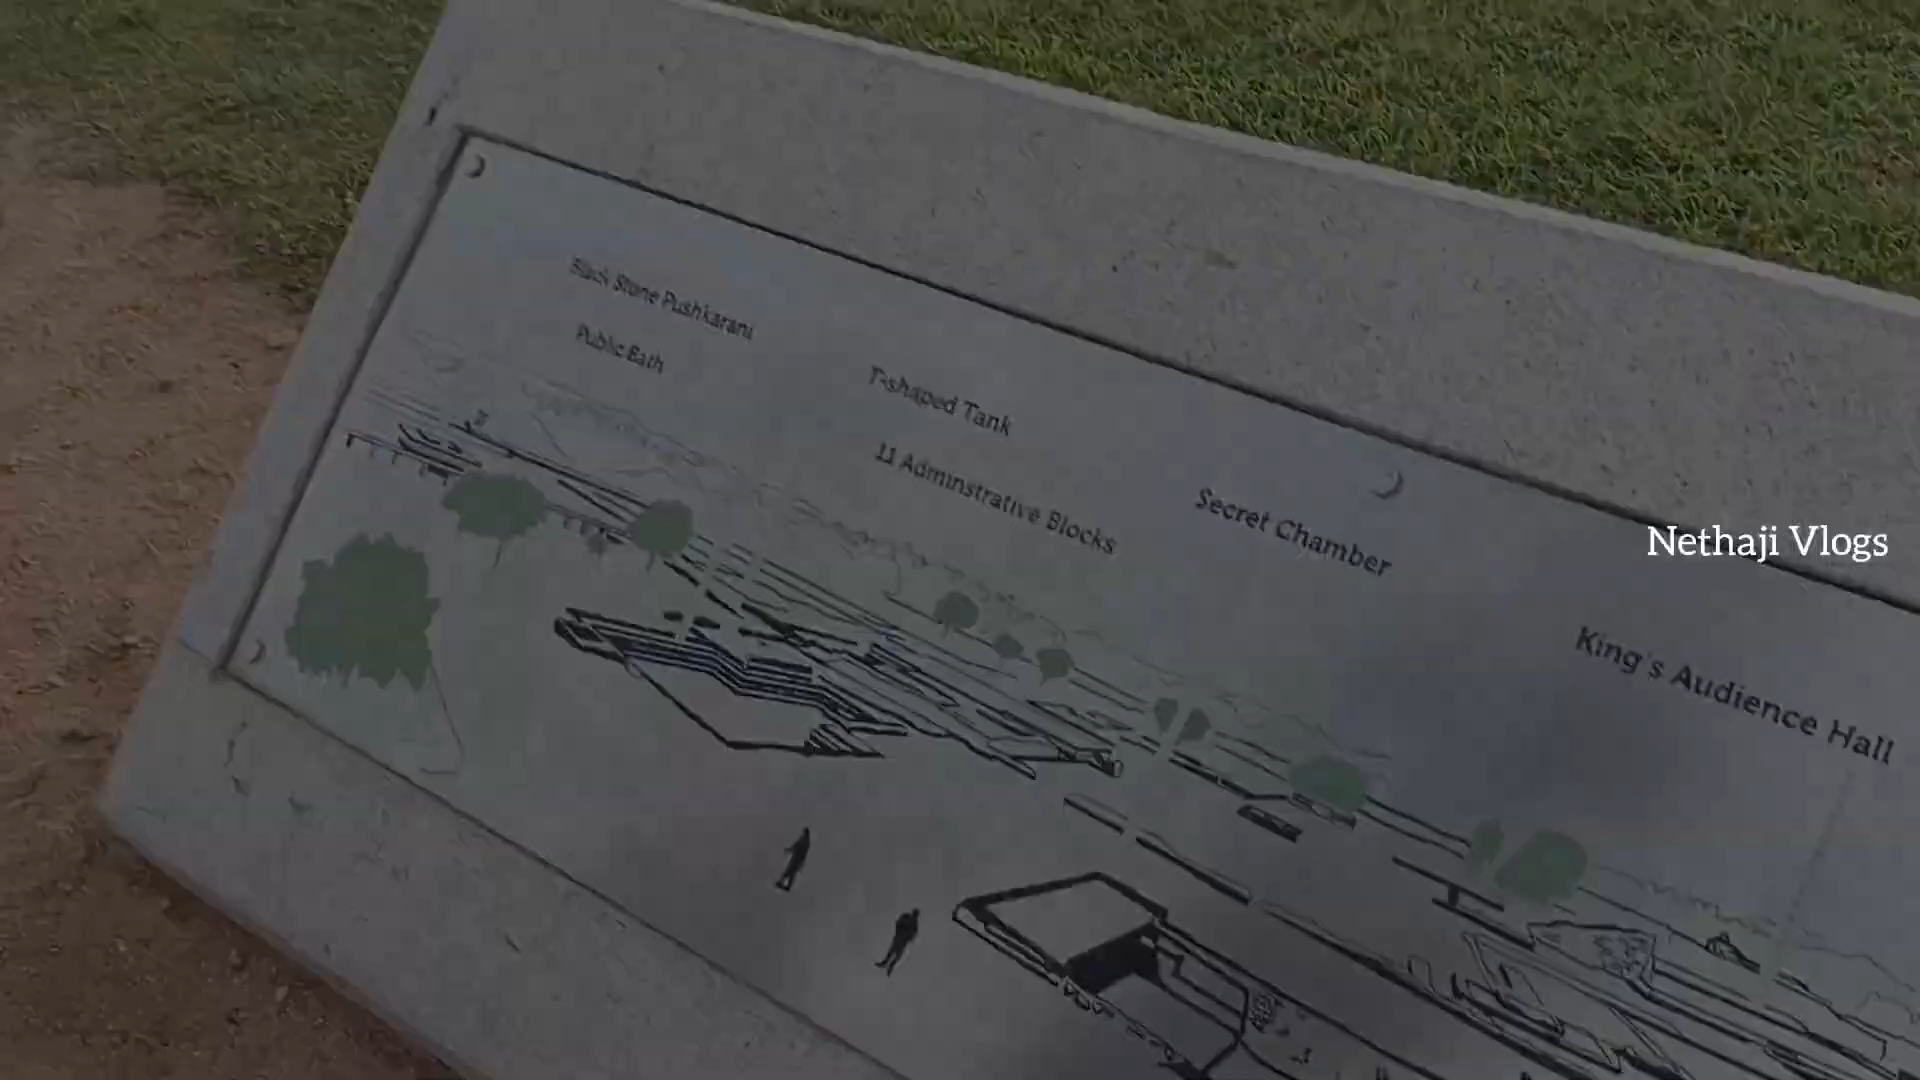 Black Stone Pushkarani
Public Bath
T-shaped Tank
11 Adminstrative Blocks
Secret Chamber
King's Audience Hall
Nethaji Vlogs